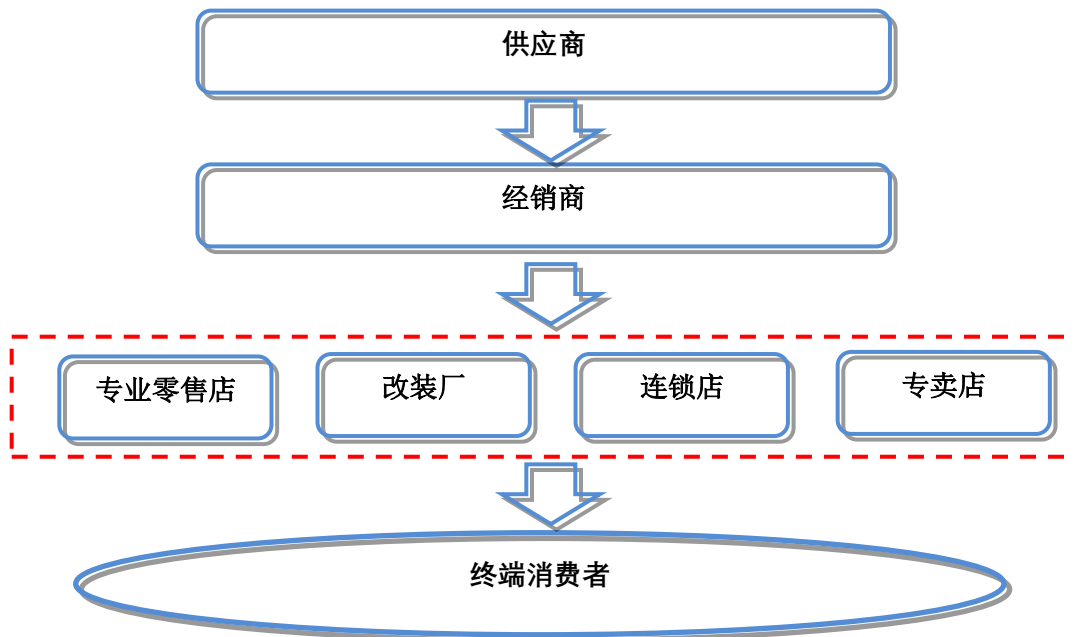 供应商
经销商
专业零售店
改装厂
连锁店
专卖店
终端消费者